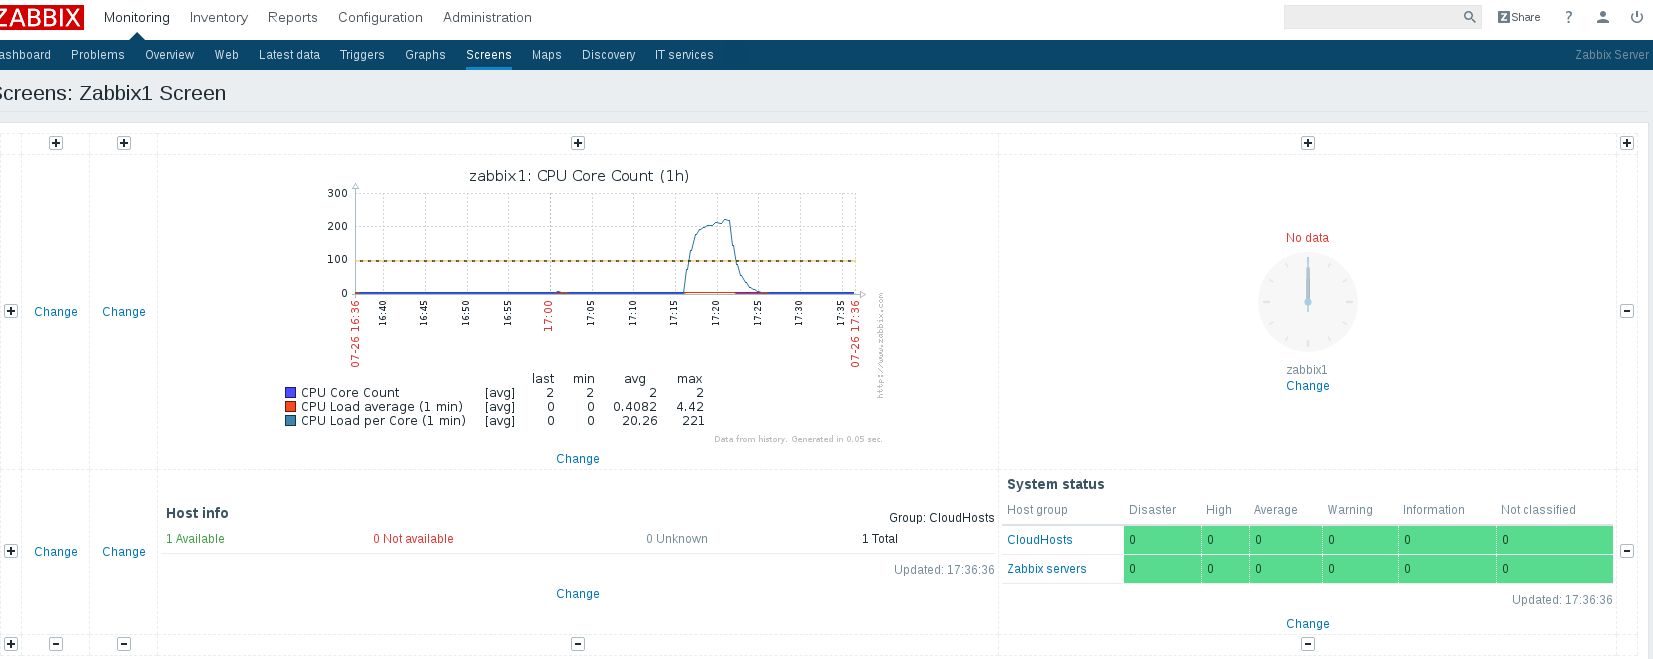 ZABBIX Monitoring Inventory Reports Configuration Administration Share ?
ashboard Problems Overview Web Latest data Triggers Graphs Screens Maps Discovery IT services Zabbix Server
Screens: Zabbix1 Screen
No data
zabbix1
Change
Change Change
zabbix1: CPU Core Count (1h)
300
200
100
0
07-26 16:36 16:40 16:45 16:50 16:55 17:00 17:05 17:10 17:15 17:20 17:25 17:30 17:35 07-26 17:36
http://www.zabbix.com
last min avg max
CPU Core Count [avg] 2 2 2 2
CPU Load average (1 min) [avg] 0 0 0.4082 4.42
CPU Load per Core (1 min) [avg] 0 0 20.26 221
Data from history. Generated in 0.05 sec.
Change
Change Change
Host info
Group: CloudHosts
1 Available 0 Not available 0 Unknown 1 Total
Updated: 17:36:36
Change
System status
Host group Disaster High Average Warning Information Not classified
CloudHosts 0 0 0 0 0 0
Zabbix servers 0 0 0 0 0 0
Updated: 17:36:36
Change